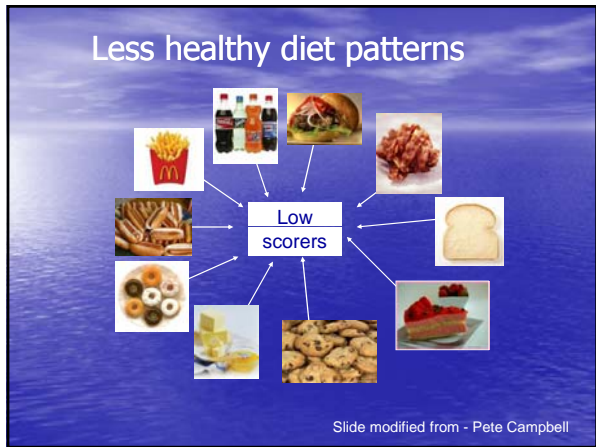 Less healthy diet patterns
Low
scorers
Slide modified from - Pete Campbell